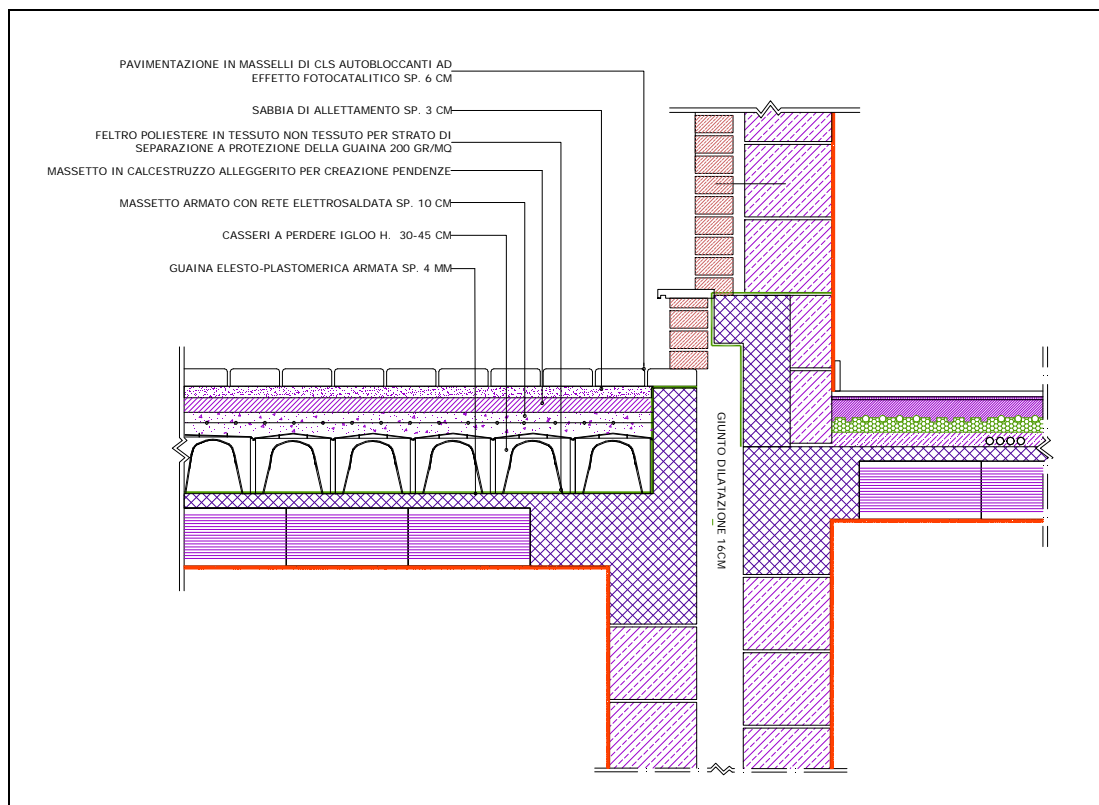 PAVIMENTAZIONE IN MASSELLI DI CLS AUTOBLOCCANTI AD
EFFETTO FOTOCATALITICO SP. 6 CM
SABBIA DI ALLETTAMENTO SP. 3 CM
FELTRO POLIESTERE IN TESSUTO NON TESSUTO PER STRATO DI
SEPARAZIONE A PROTEZIONE DELLA GUAINA 200 GR/MQ
MASSETTO IN CALCESTRUZZO ALLEGGERITO PER CREAZIONE PENDENZE
MASSETTO ARMATO CON RETE ELETTROSALDATA SP. 10 CM
CASSERI A PERDERE IGLOO H. 30-45 CM
GUAINA ELESTO-PLASTOMERICA ARMATA SP. 4 MM
GIUNTO DILATAZIONE 16CM